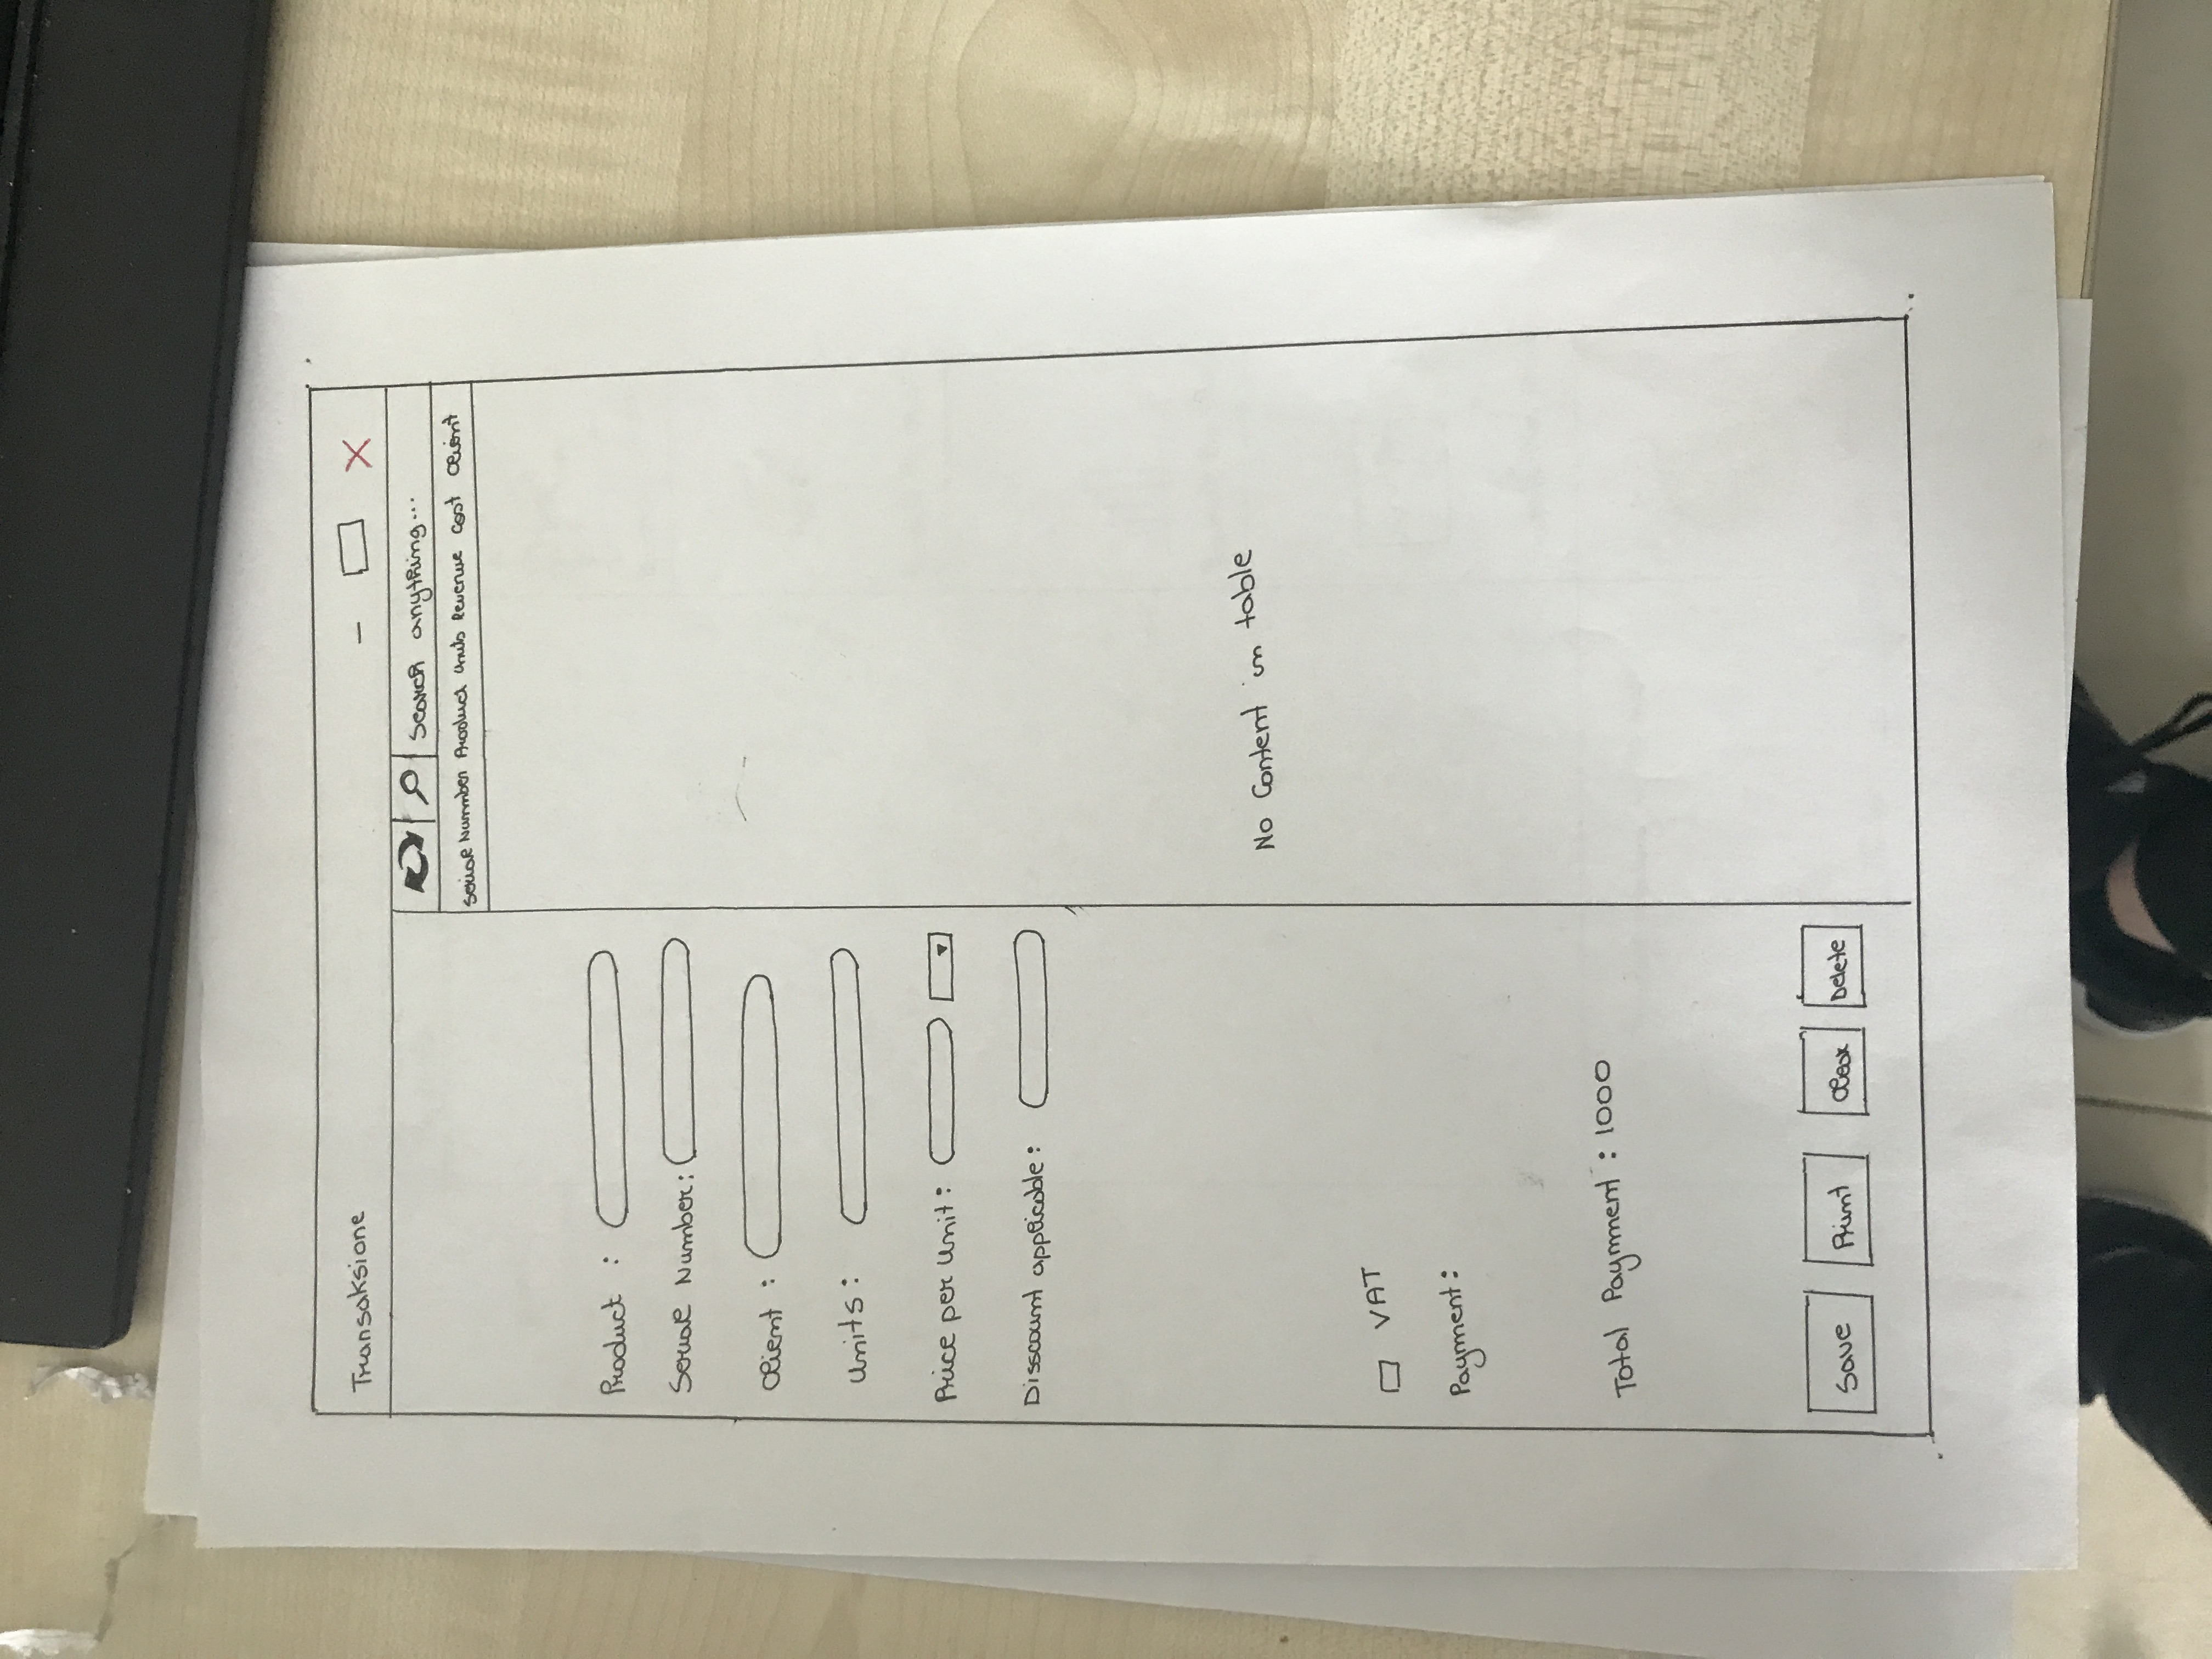 Transaksione
Search anything...
Serial Number Product Units Revenue Cost Client
Product :
Serial Number:
Client :
Units :
Price per Unit :
Disscount applicable :
No Content in table
VAT
Payment :
Total Payment : 1000
Save Print Clear Delete